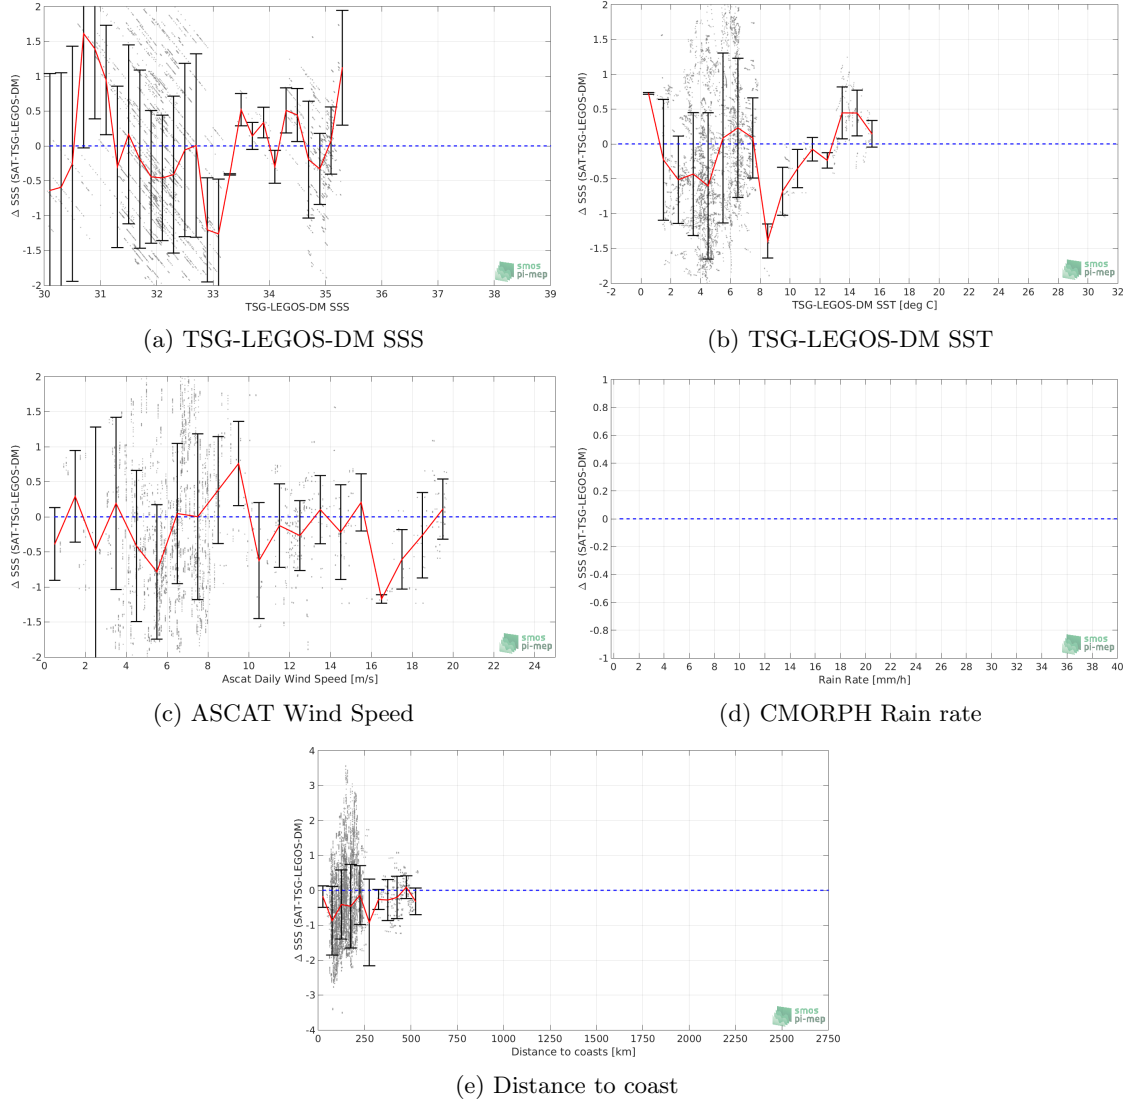 2
1.5
1
0.5
0
-0.5
-1
-1.5
-2
Δ SSS (SAT-TSG-LEGOS-DM)
30 31 32 33 34 35 36 37 38 39
TSG-LEGOS-DM SSS
smos
pi-mep
(a) TSG-LEGOS-DM SSS
2
1.5
1
0.5
0
-0.5
-1
-1.5
-2
Δ SSS (SAT-TSG-LEGOS-DM)
-2 0 2 4 6 8 10 12 14 16 18 20 22 24 26 28 30 32
TSG-LEGOS-DM SST [deg C]
smos
pi-mep
(b) TSG-LEGOS-DM SST
2
1.5
1
0.5
0
-0.5
-1
-1.5
-2
Δ SSS (SAT-TSG-LEGOS-DM)
0 2 4 6 8 10 12 14 16 18 20 22 24
Ascat Daily Wind Speed [m/s]
smos
pi-mep
(c) ASCAT Wind Speed
1
0.8
0.6
0.4
0.2
0
-0.2
-0.4
-0.6
-0.8
-1
Δ SSS (SAT-TSG-LEGOS-DM)
0 2 4 6 8 10 12 14 16 18 20 22 24 26 28 30 32 34 36 38 40
Rain Rate [mm/h]
smos
pi-mep
(d) CMORPH Rain rate
4
3
2
1
0
-1
-2
-3
-4
Δ SSS (SAT-TSG-LEGOS-DM)
0 250 500 750 1000 1250 1500 1750 2000 2250 2500 2750
Distance to coasts [km]
smos
pi-mep
(e) Distance to coast